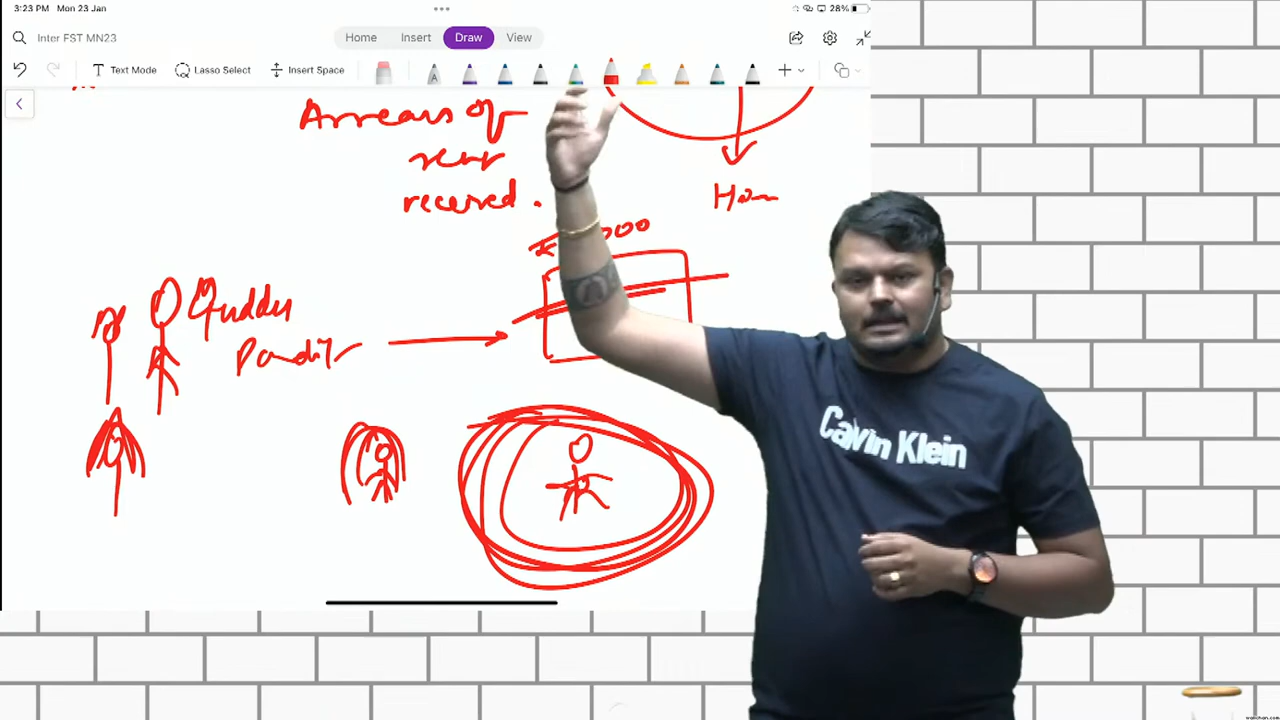 3:23 PM Mon 23 Jan
28%
Inter FST MN23
Home Insert Draw View
Text Mode Lasso Select Insert Space
Arrears of
rent
received.
000
Guddu
Pandit
Calvin Klein